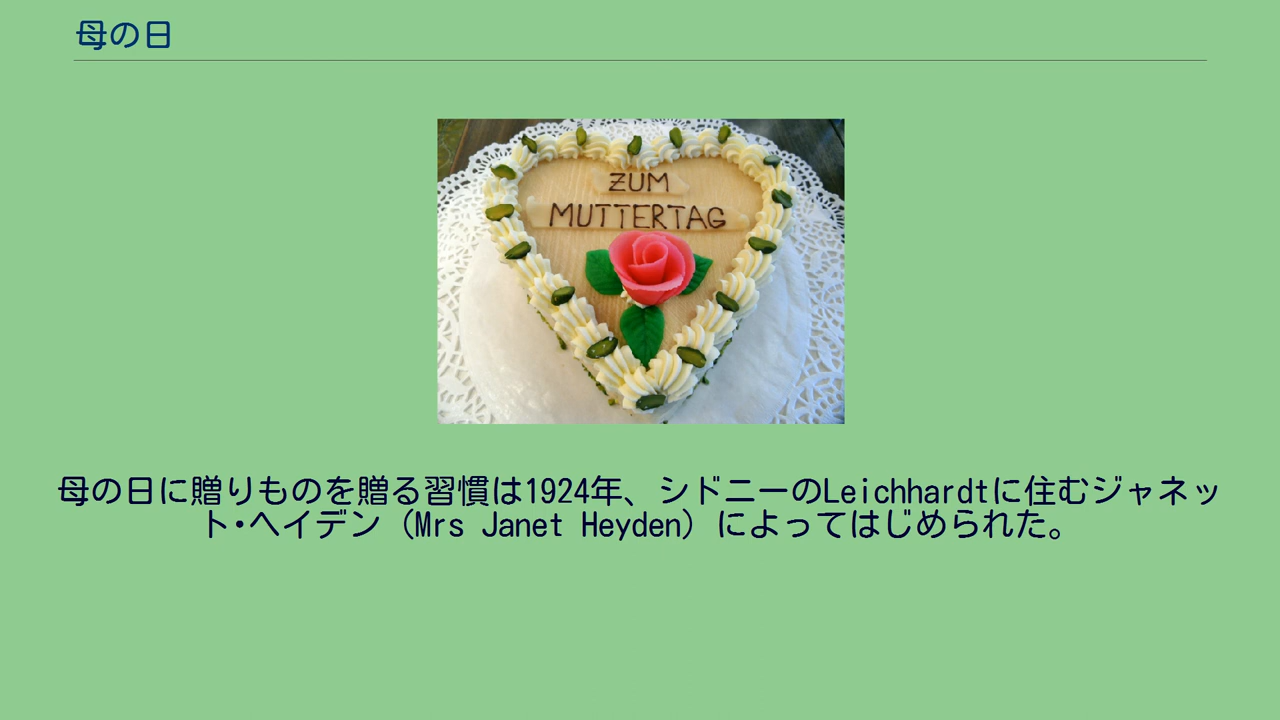 母の日
ZUM
MUTTERTAG
母の日に贈りものを贈る習慣は1924年、シドニーのLeichhardtに住むジャネッ
ト・ヘイデン (Mrs Janet Heyden) によってはじめられた。